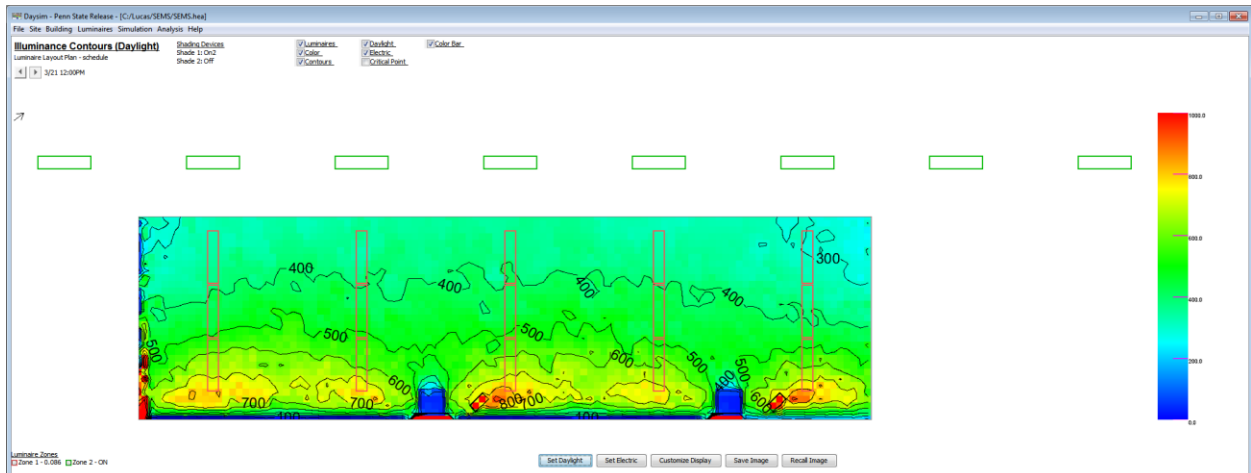 Daysim - Penn State Release - [C:/Lucas/SEMS/SEMS.hea]
File Site Building Luminaires Simulation Analysis Help
Illuminance Contours (Daylight)
Luminaire Layout Plan - schedule
3/21 12:00PM
Shading Devices
Shade 1: On2
Shade 2: Off
Luminaires
Color
Contours
Daylight
Electric
Critical Point
Color Bar
1000.0
800.0
600.0
400.0
200.0
0.0
300
400
400
400
400
500
500
500
600
500
500
600
400
600
700
700
800
700
Luminaire Zones
Zone 1 - 0.086 Zone 2 - ON
Set Daylight Set Electric Customize Display Save Image Recall Image